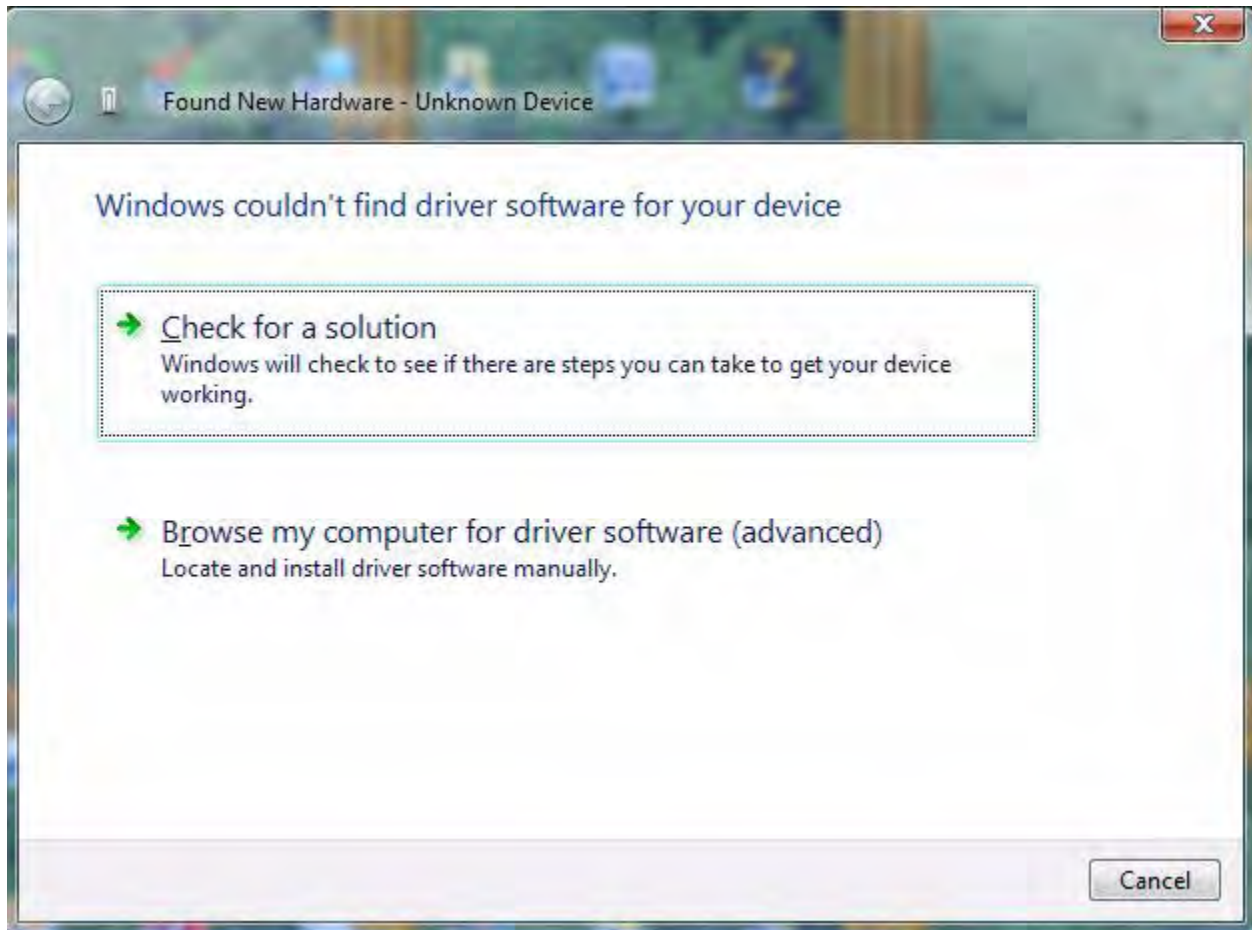 X
Found New Hardware - Unknown Device
Windows couldn't find driver software for your device
Check for a solution
Windows will check to see if there are steps you can take to get your device
working.
Browse my computer for driver software (advanced)
Locate and install driver software manually.
Cancel